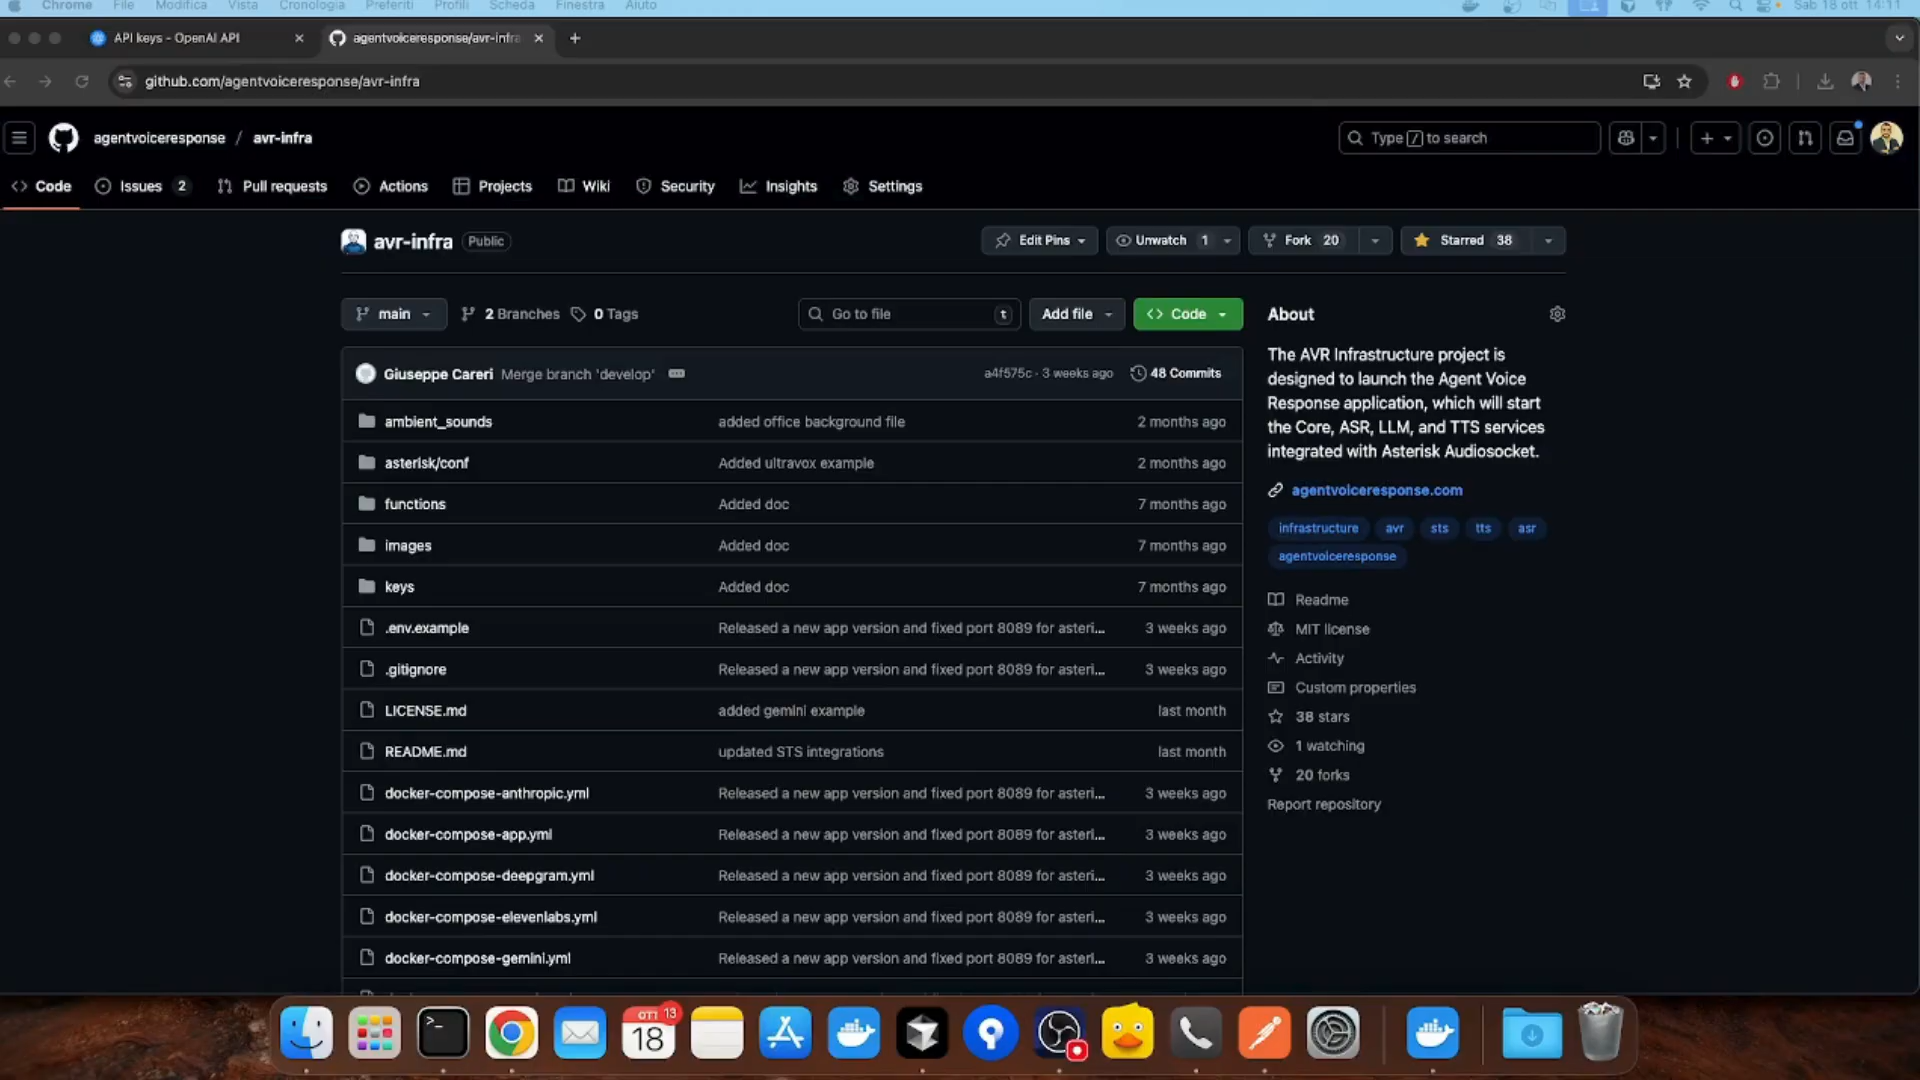 Chrome File Modifica Vista Cronologia Preferiti Profili Scheda Finestra Aiuto Sab 18 ott 14:11
API keys - OpenAI API agentvoiceresponse/avr-infra
github.com/agentvoiceresponse/avr-infra
agentvoiceresponse / avr-infra Type / to search
Code Issues 2 Pull requests Actions Projects Wiki Security Insights Settings
avr-infra Public Edit Pins Unwatch 1 Fork 20 Starred 38
main 2 Branches 0 Tags Go to file t Add file Code
Giuseppe Careri Merge branch 'develop' a4f575c · 3 weeks ago 48 Commits
ambient_sounds added office background file 2 months ago
asterisk/conf Added ultravox example 2 months ago
functions Added doc 7 months ago
images Added doc 7 months ago
keys Added doc 7 months ago
.env.example Released a new app version and fixed port 8089 for asteri... 3 weeks ago
.gitignore Released a new app version and fixed port 8089 for asteri... 3 weeks ago
LICENSE.md added gemini example last month
README.md updated STS integrations last month
docker-compose-anthropic.yml Released a new app version and fixed port 8089 for asteri... 3 weeks ago
docker-compose-app.yml Released a new app version and fixed port 8089 for asteri... 3 weeks ago
docker-compose-deepgram.yml Released a new app version and fixed port 8089 for asteri... 3 weeks ago
docker-compose-elevenlabs.yml Released a new app version and fixed port 8089 for asteri... 3 weeks ago
docker-compose-gemini.yml Released a new app version and fixed port 8089 for asteri... 3 weeks ago
About
The AVR Infrastructure project is
designed to launch the Agent Voice
Response application, which will start
the Core, ASR, LLM, and TTS services
integrated with Asterisk Audiosocket.
agentvoiceresponse.com
infrastructure avr sts tts asr
agentvoiceresponse
Readme
MIT license
Activity
Custom properties
38 stars
1 watching
20 forks
Report repository
OTT 13
18